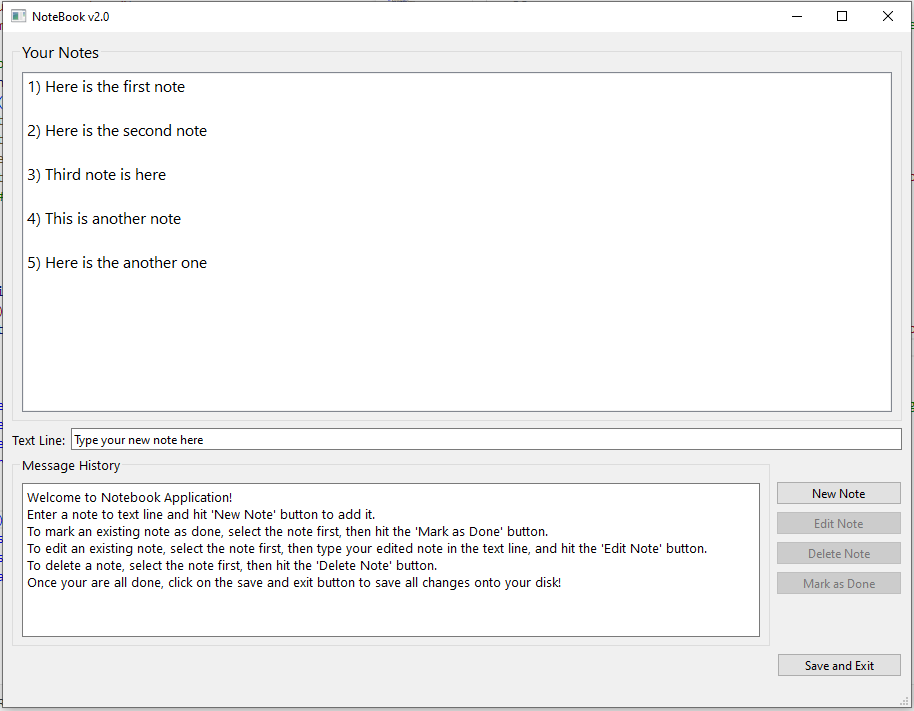 NoteBook v2.0
Your Notes
1) Here is the first note
2) Here is the second note
3) Third note is here
4) This is another note
5) Here is the another one
Text Line: Type your new note here
Message History
Welcome to Notebook Application!
Enter a note to text line and hit 'New Note' button to add it.
To mark an existing note as done, select the note first, then hit the 'Mark as Done' button.
To edit an existing note, select the note first, then type your edited note in the text line, and hit the 'Edit Note' button.
To delete a note, select the note first, then hit the 'Delete Note' button.
Once your are all done, click on the save and exit button to save all changes onto your disk!
New Note
Edit Note
Delete Note
Mark as Done
Save and Exit